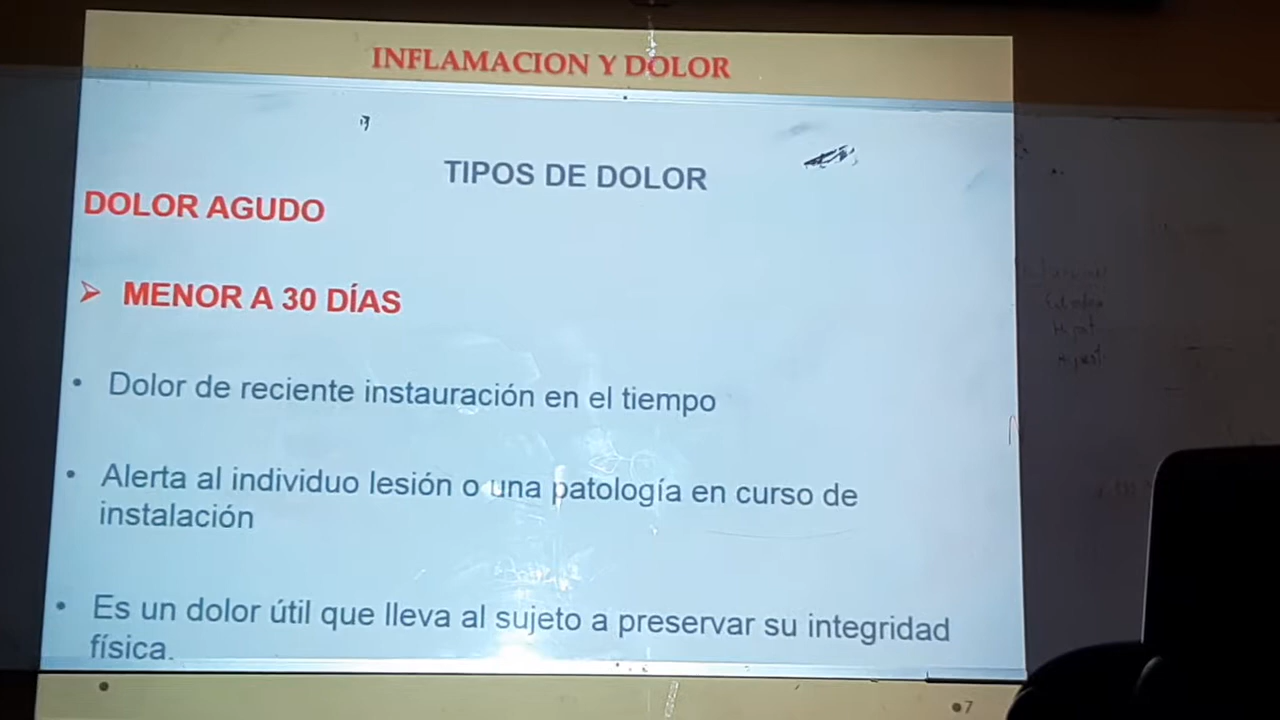 INFLAMACION Y DOLOR
TIPOS DE DOLOR
DOLOR AGUDO
MENOR A 30 DÍAS
Dolor de reciente instauración en el tiempo
Alerta al individuo lesión o una patología en curso de
instalación
Es un dolor útil que lleva al sujeto a preservar su integridad
física.
7